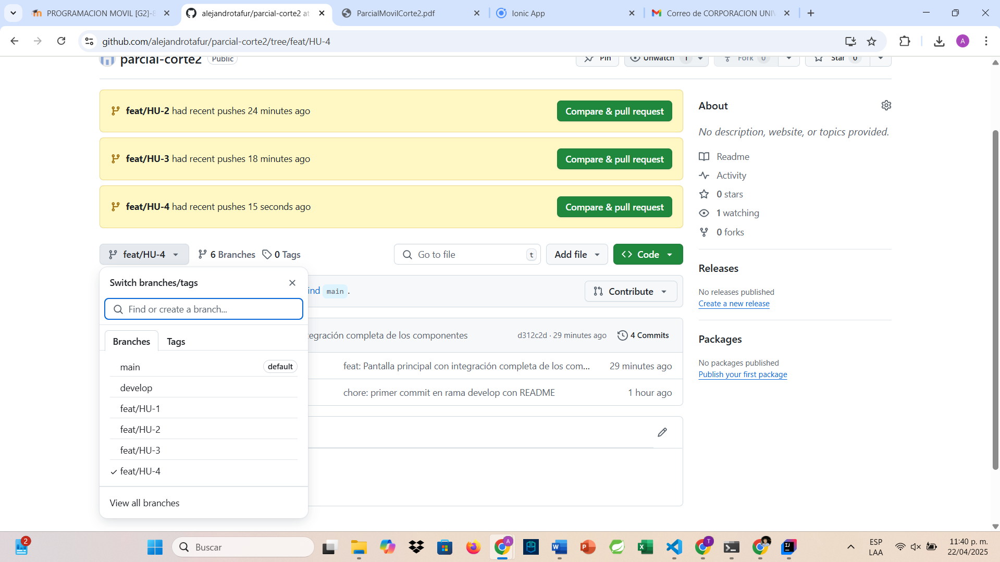 PROGRAMACION MOVIL [G2]-8
alejandrotafur/parcial-corte2 at
ParcialMovilCorte2.pdf
Ionic App
Correo de CORPORACION UNIV
github.com/alejandrotafur/parcial-corte2/tree/feat/HU-4
A
parcial-corte2
Public
Pin
Unwatch 1
Fork 0
Star 0
feat/HU-2 had recent pushes 24 minutes ago
Compare & pull request
feat/HU-3 had recent pushes 18 minutes ago
Compare & pull request
feat/HU-4 had recent pushes 15 seconds ago
Compare & pull request
About
No description, website, or topics provided.
Readme
Activity
0 stars
1 watching
0 forks
Releases
No releases published
Create a new release
Packages
No packages published
Publish your first package
feat/HU-4
6 Branches
0 Tags
Go to file
t
Add file
Code
Switch branches/tags
Find or create a branch...
Branches
Tags
main
default
develop
feat/HU-1
feat/HU-2
feat/HU-3
feat/HU-4
View all branches
ind main .
Contribute
tegración completa de los componentes
d312c2d · 29 minutes ago
4 Commits
feat: Pantalla principal con integración completa de los com...
29 minutes ago
chore: primer commit en rama develop con README
1 hour ago
2
Buscar
A
T
ESP
LAA
11:40 p. m.
22/04/2025